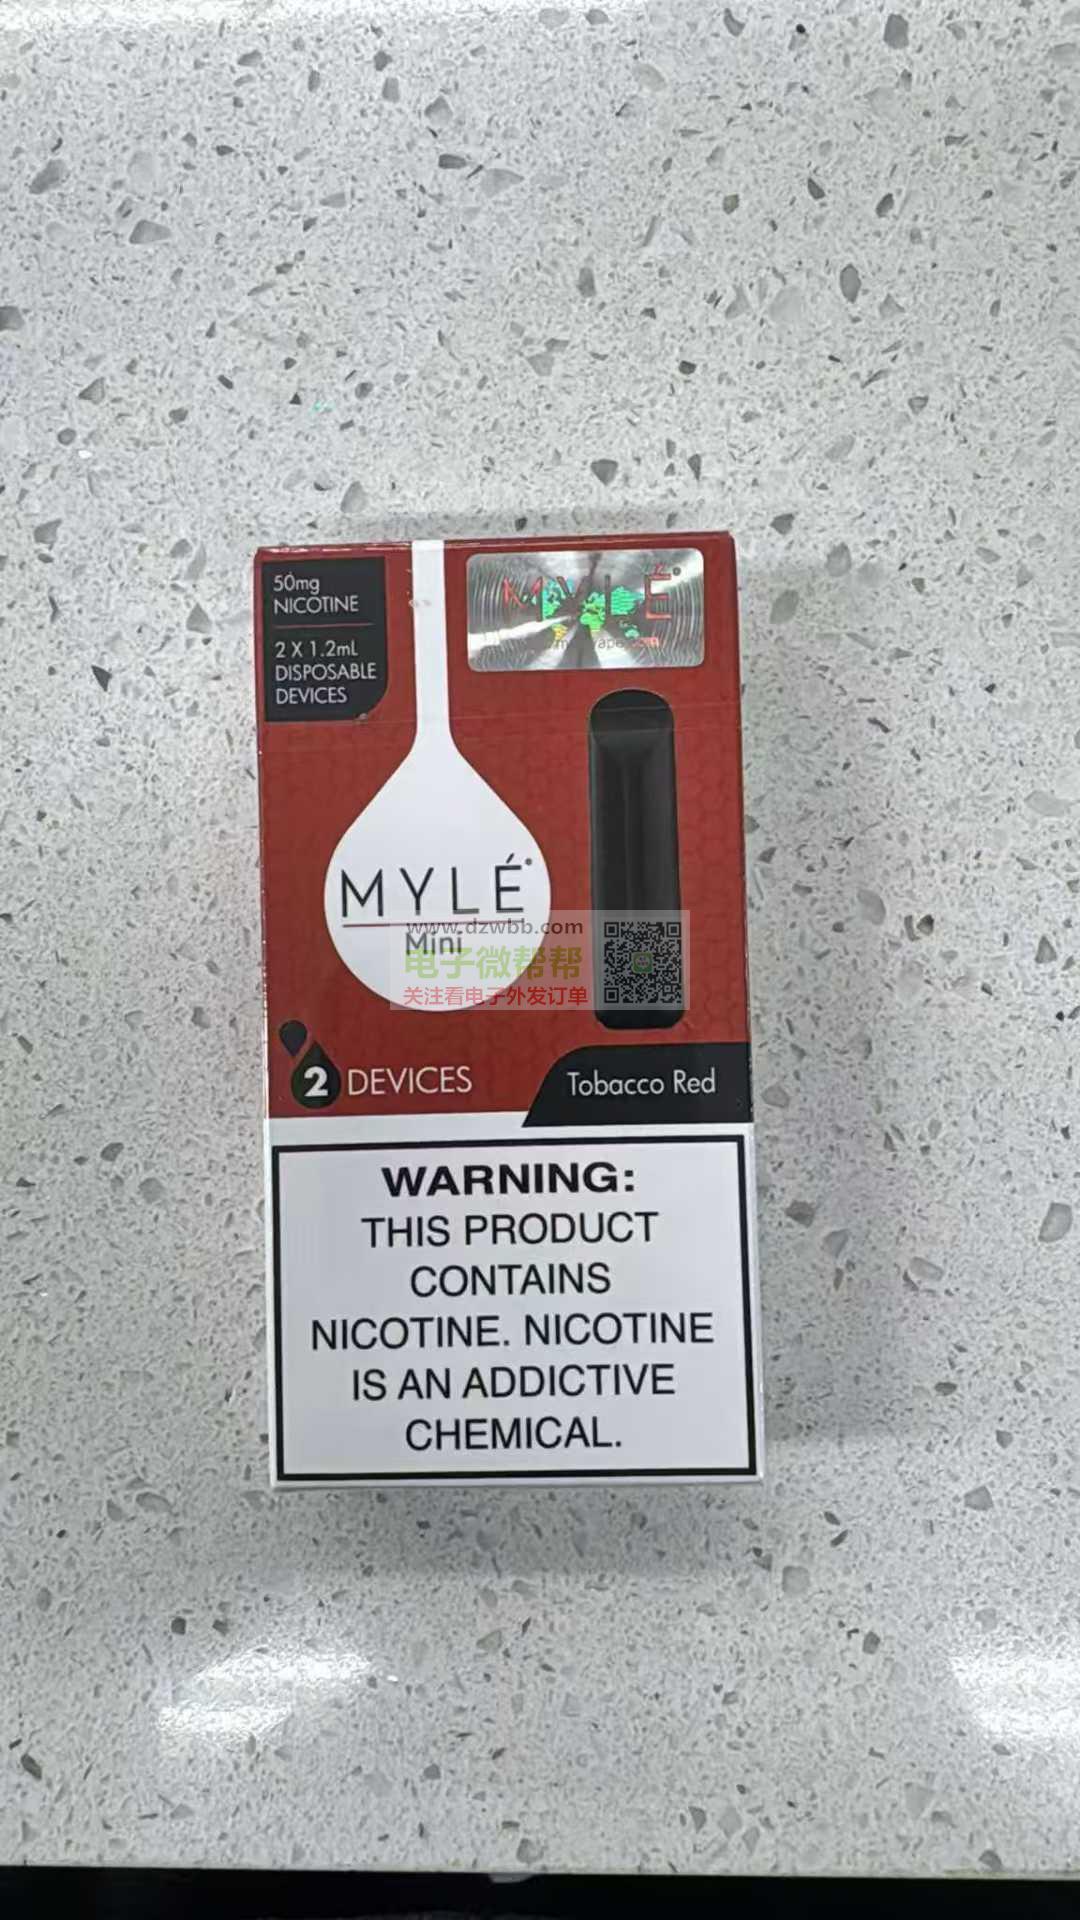 50mg
NICOTINE
2 X 1.2mL
DISPOSABLE
DEVICES
MYLÉ
MYLÉ
Mini
www.dzwbb.com
电子微帮帮
关注看电子外发订单
2 DEVICES
Tobacco Red
WARNING:
THIS PRODUCT
CONTAINS
NICOTINE. NICOTINE
IS AN ADDICTIVE
CHEMICAL.